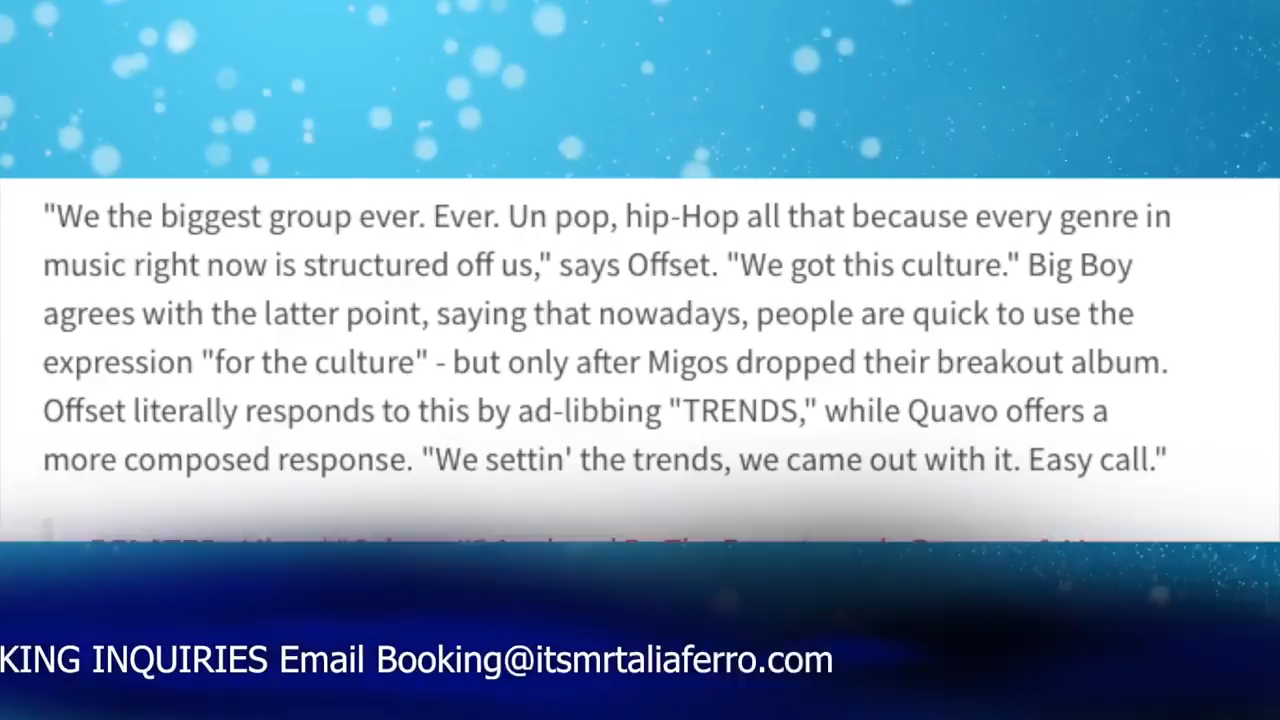 "We the biggest group ever. Ever. Un pop, hip-Hop all that because every genre in
music right now is structured off us," says Offset. "We got this culture." Big Boy
agrees with the latter point, saying that nowadays, people are quick to use the
expression "for the culture" - but only after Migos dropped their breakout album.
Offset literally responds to this by ad-libbing "TRENDS," while Quavo offers a
more composed response. "We settin' the trends, we came out with it. Easy call."
KING INQUIRIES Email Booking@itsmrtaliaferro.com